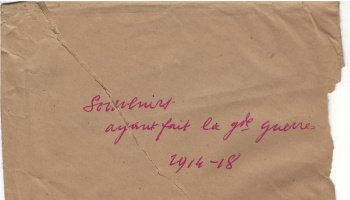 Souvenirs
ayant fait la gde guerre
1914-18